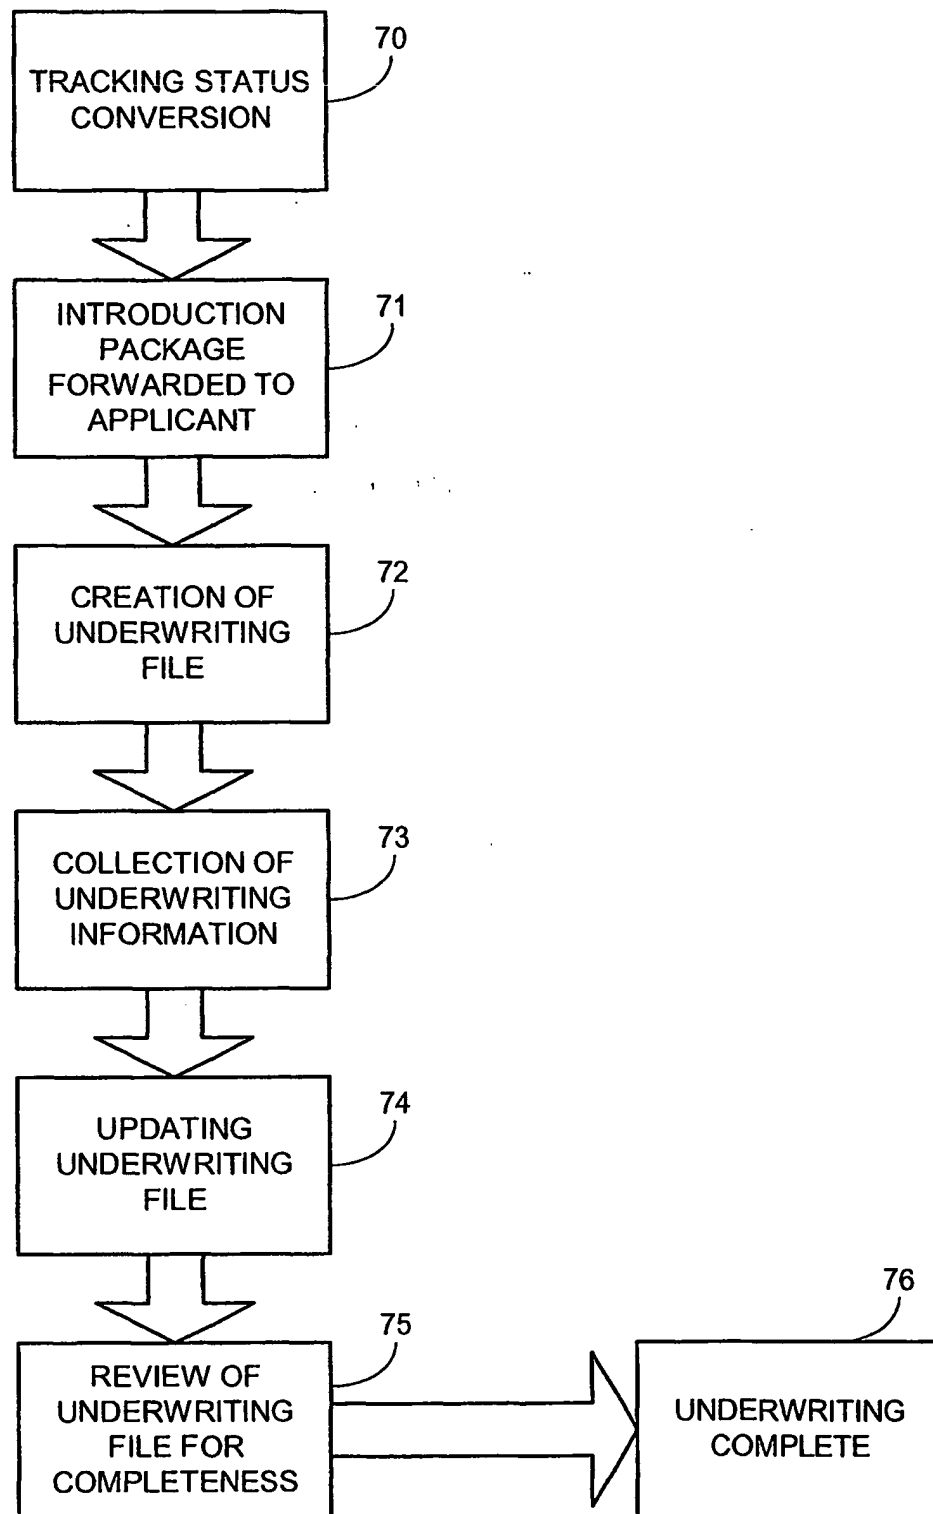 70
TRACKING STATUS
CONVERSION
71
INTRODUCTION
PACKAGE
FORWARDED TO
APPLICANT
72
CREATION OF
UNDERWRITING
FILE
73
COLLECTION OF
UNDERWRITING
INFORMATION
74
UPDATING
UNDERWRITING
FILE
75
REVIEW OF
UNDERWRITING
FILE FOR
COMPLETENESS
76
UNDERWRITING
COMPLETE